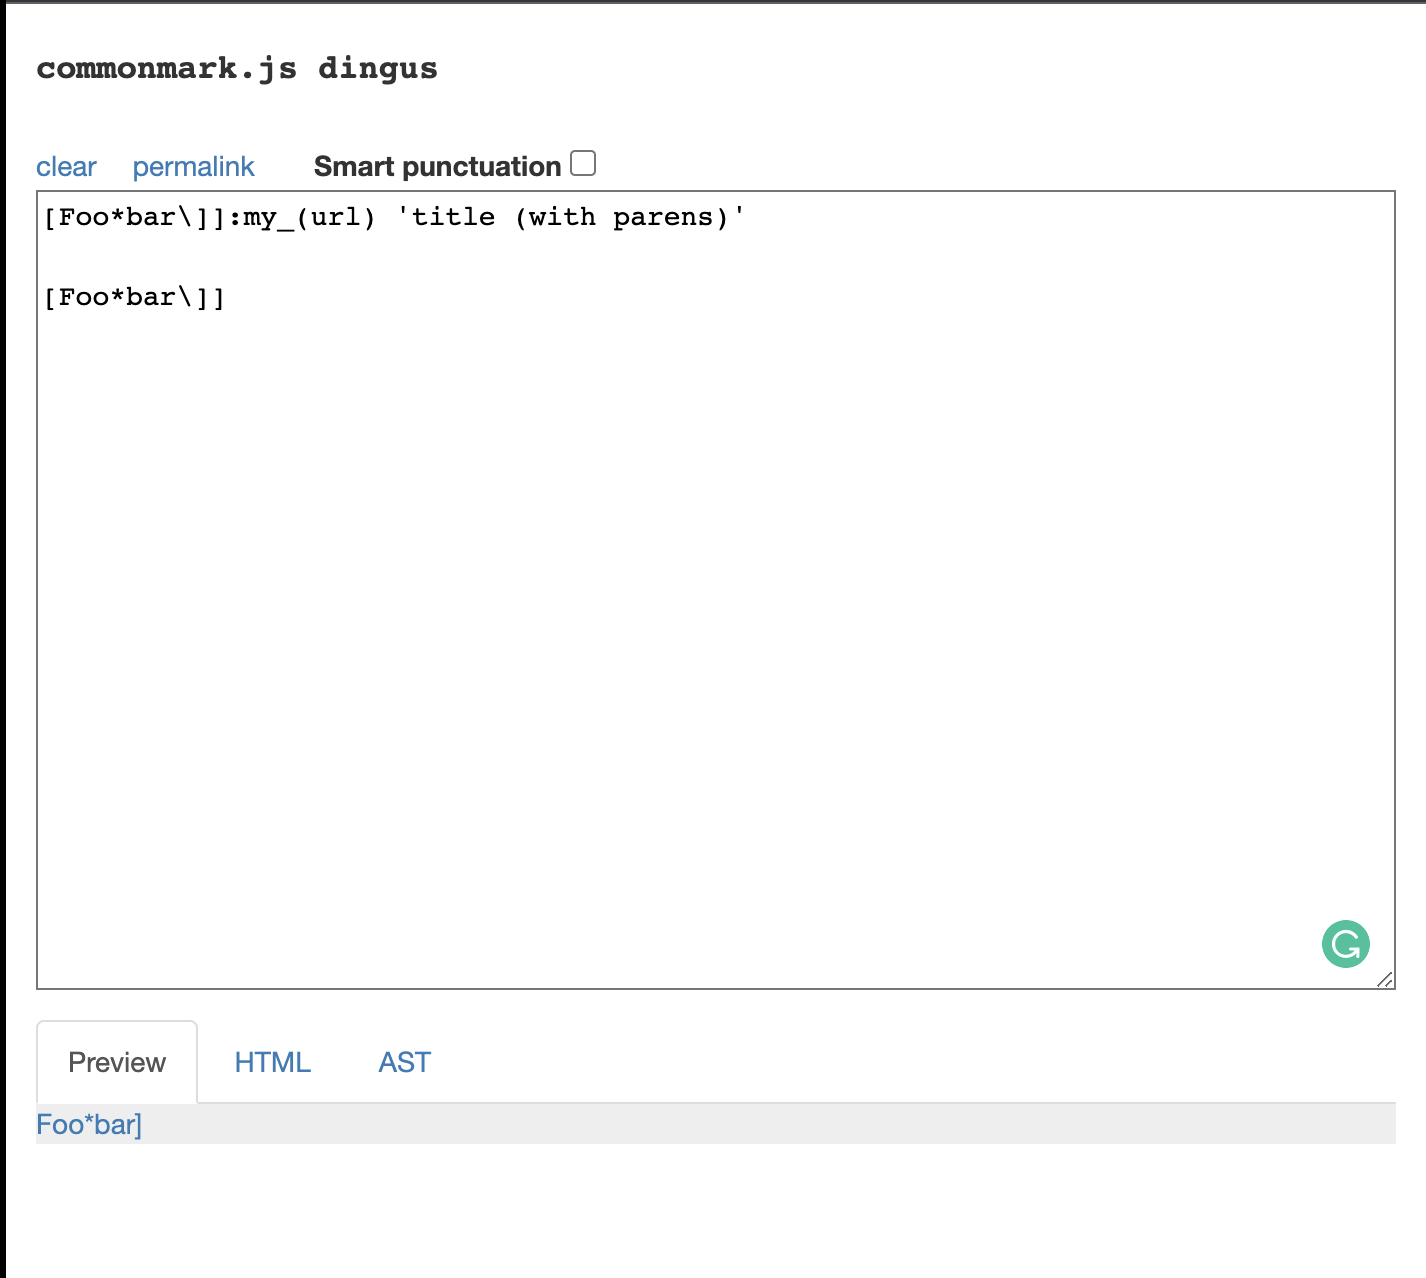 commonmark.js dingus
clear permalink Smart punctuation
[Foo*bar\]]:my_(url) 'title (with parens)'
[Foo*bar\]]
Preview HTML AST
Foo*bar]